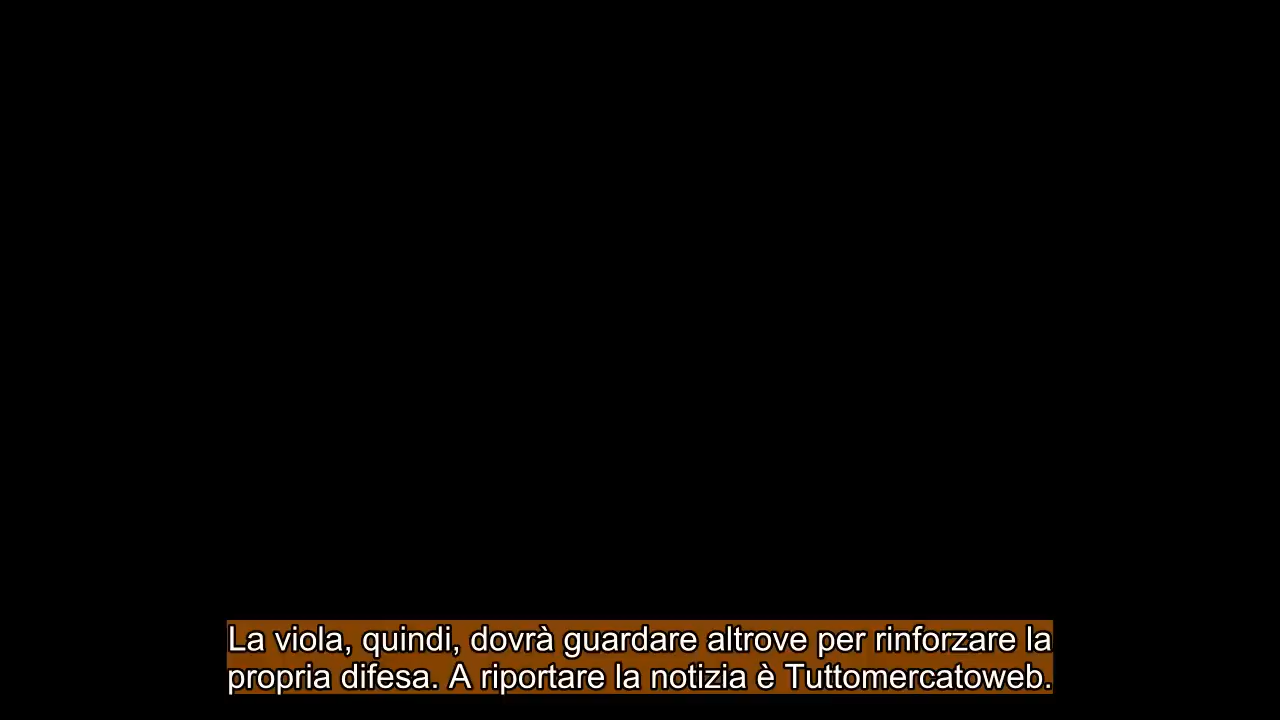 La viola, quindi, dovrà guardare altrove per rinforzare la
propria difesa. A riportare la notizia è Tuttomercatoweb.